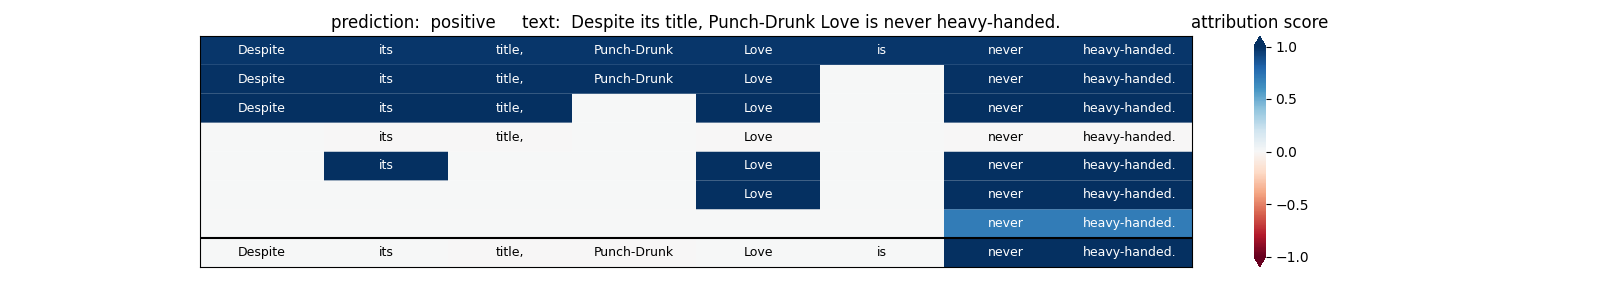 prediction:  positive     text:  Despite its title, Punch-Drunk Love is never heavy-handed.     attribution score
Despite its title, Punch-Drunk Love is never heavy-handed.
Despite its title, Punch-Drunk Love never heavy-handed.
Despite its title, Love never heavy-handed.
its title, Love never heavy-handed.
its Love never heavy-handed.
Love never heavy-handed.
never heavy-handed.
Despite its title, Punch-Drunk Love is never heavy-handed.
1.0
0.5
0.0
−0.5
−1.0